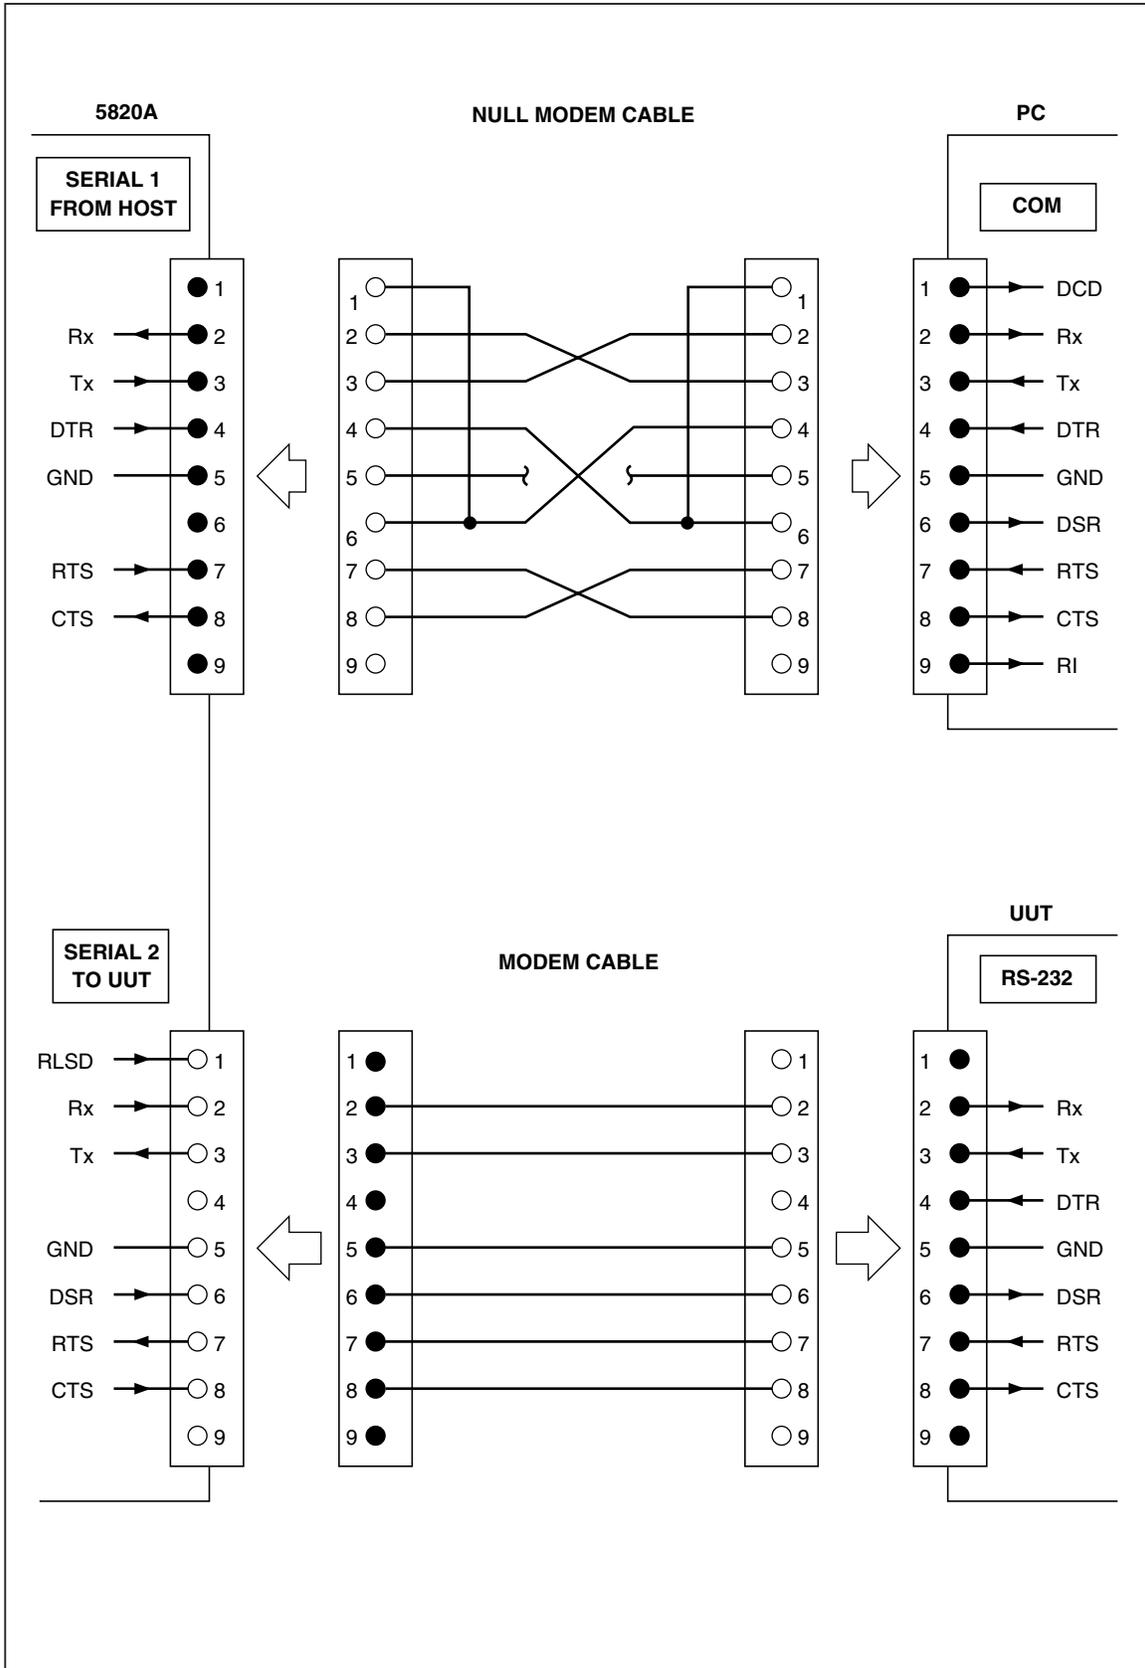 5820A
NULL MODEM CABLE
PC
SERIAL 1
FROM HOST
COM
1 1 1 1 DCD
Rx 2 2 2 2 Rx
Tx 3 3 3 3 Tx
DTR 4 4 4 4 DTR
GND 5 5 5 5 GND
6 6 6 6 DSR
RTS 7 7 7 7 RTS
CTS 8 8 8 8 CTS
9 9 9 9 RI
UUT
SERIAL 2
TO UUT
MODEM CABLE
RS-232
RLSD 1 1 1 1
Rx 2 2 2 2 Rx
Tx 3 3 3 3 Tx
4 4 4 4 DTR
GND 5 5 5 5 GND
DSR 6 6 6 6 DSR
RTS 7 7 7 7 RTS
CTS 8 8 8 8 CTS
9 9 9 9